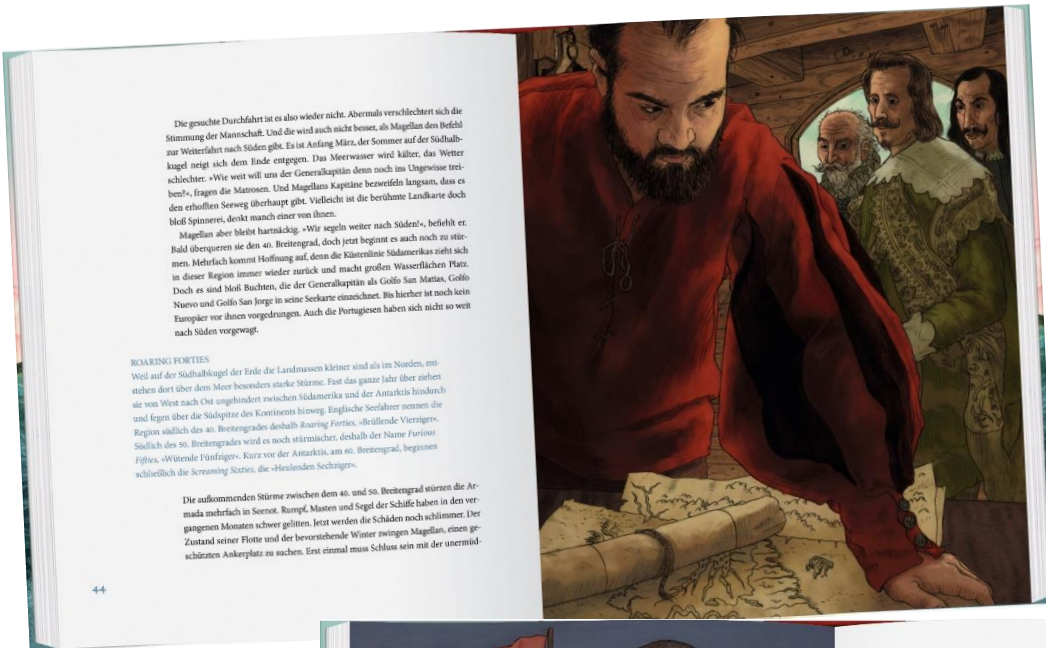 Die gesuchte Durchfahrt ist es also wieder nicht. Abermals verschlechtert sich die
Stimmung der Mannschaft. Und die wird auch nicht besser, als Magellan den Befehl
zur Weiterfahrt nach Süden gibt. Es ist Anfang März, der Sommer auf der Südhalb-
kugel neigt sich dem Ende entgegen. Das Meerwasser wird kälter, das Wetter
schlechter. »Wie weit will uns der Generalkapitän denn noch ins Ungewisse trei-
ben?«, fragen die Matrosen. Und Magellans Kapitäne bezweifeln langsam, dass es
den erhofften Seeweg überhaupt gibt. Vielleicht ist die berühmte Landkarte doch
bloß Spinnerei, denkt manch einer von ihnen.
Magellan aber bleibt hartnäckig. »Wir segeln weiter nach Süden!«, befiehlt er.
Bald überqueren sie den 40. Breitengrad, doch jetzt beginnt es auch noch zu stür-
men. Mehrfach kommt Hoffnung auf, denn die Küstenlinie Südamerikas zieht sich
in dieser Region immer wieder zurück und macht großen Wasserflächen Platz.
Doch es sind bloß Buchten, die der Generalkapitän als Golfo San Matías, Golfo
Nuevo und Golfo San Jorge in seine Seekarte einzeichnet. Bis hierher ist noch kein
Europäer vor ihnen vorgedrungen. Auch die Portugiesen haben sich nicht so weit
nach Süden vorgewagt.
ROARING FORTIES
Weil auf der Südhalbkugel der Erde die Landmassen kleiner sind als im Norden, ent-
stehen dort über dem Meer besonders starke Stürme. Fast das ganze Jahr über ziehen
sie von West nach Ost ungehindert zwischen Südamerika und der Antarktis hindurch
und fegen über die Südspitze des Kontinents hinweg. Englische Seefahrer nennen die
Region südlich des 40. Breitengrades deshalb Roaring Forties, »Brüllende Vierziger«.
Südlich des 50. Breitengrades wird es noch stürmischer, deshalb der Name Furious
Fifties, »Wütende Fünfziger«. Kurz vor der Antarktis, am 60. Breitengrad, beginnen
schließlich die Screaming Sixties, die »Heulenden Sechziger«.
Die aufkommenden Stürme zwischen dem 40. und 50. Breitengrad stürzen die Ar-
mada mehrfach in Seenot. Rumpf, Masten und Segel der Schiffe haben in den ver-
gangenen Monaten schwer gelitten. Jetzt werden die Schäden noch schlimmer. Der
Zustand seiner Flotte und der bevorstehende Winter zwingen Magellan, einen ge-
schützten Ankerplatz zu suchen. Erst einmal muss Schluss sein mit der unermüd-
44